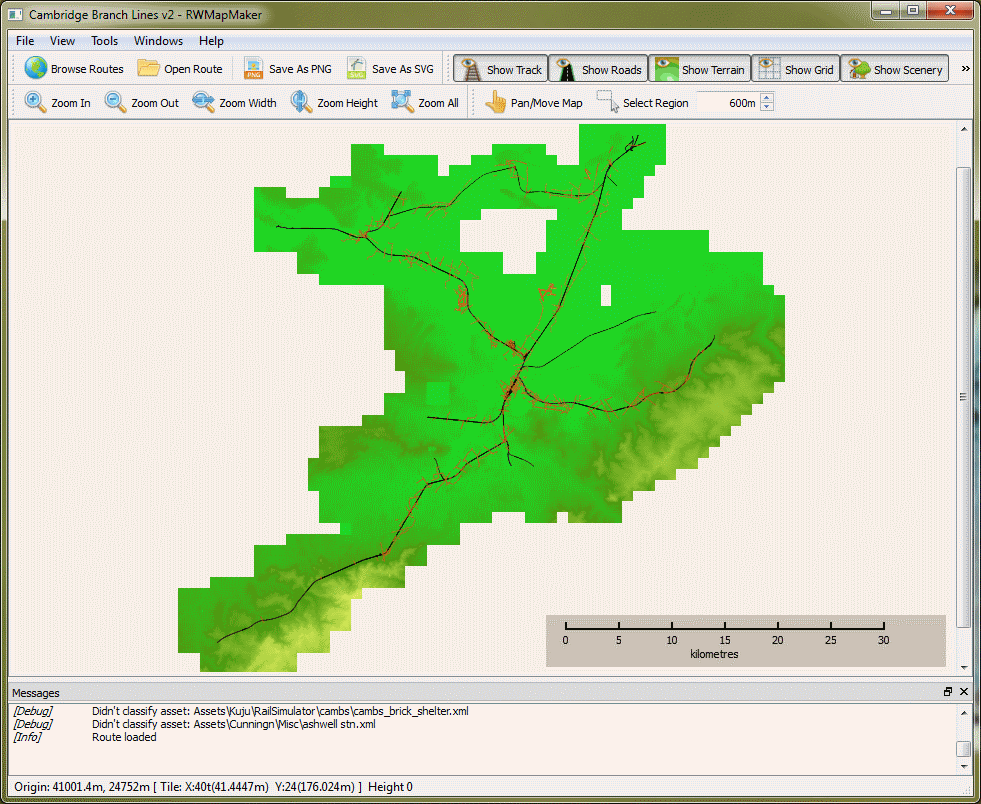 Cambridge Branch Lines v2 - RWMapMaker
File View Tools Windows Help
Browse Routes Open Route PNG Save As PNG SVG Save As SVG Show Track Show Roads Show Terrain Show Grid Show Scenery »
Zoom In Zoom Out Zoom Width Zoom Height Zoom All Pan/Move Map Select Region 600m
0 5 10 15 20 25 30
kilometres
Messages
[Debug] Didn't classify asset: Assets\Kuju\RailSimulator\cambs\cambs_brick_shelter.xml
[Debug] Didn't classify asset: Assets\Cunningn\Misc\ashwell stn.xml
[Info] Route loaded
Origin: 41001.4m, 24752m [ Tile: X:40t(41.4447m) Y:24(176.024m) ] Height 0